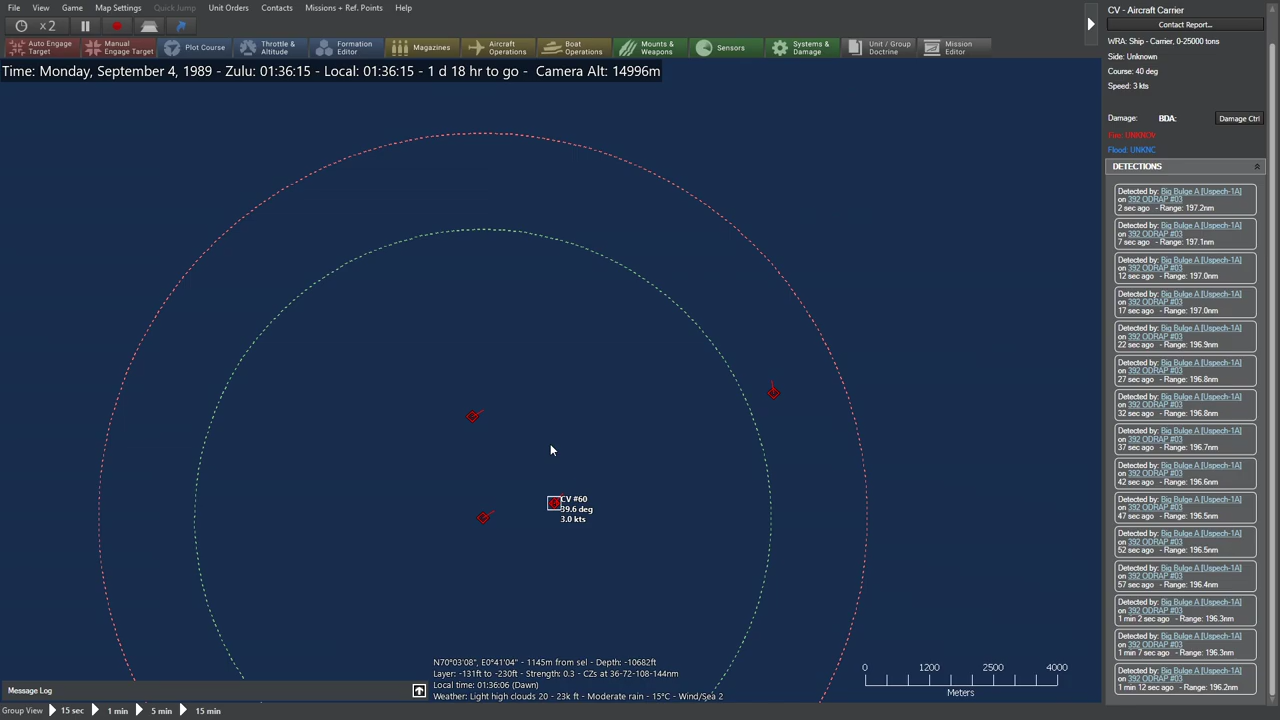 File View Game Map Settings Quick Jump Unit Orders Contacts Missions + Ref. Points Help
x2
Auto Engage Target
Manual Engage Target
Plot Course
Throttle & Altitude
Formation Editor
Magazines
Aircraft Operations
Boat Operations
Mounts & Weapons
Sensors
Systems & Damage
Unit / Group Doctrine
Mission Editor
Time: Monday, September 4, 1989 - Zulu: 01:36:15 - Local: 01:36:15 - 1 d 18 hr to go - Camera Alt: 14996m
CV #60
39.6 deg
3.0 kts
N70°03'08", E0°41'04" - 1145m from sel - Depth: -10682ft
- Strength: 0.3 - CZs at 36-72-108-144nm
Local time: 01:36:06 (Dawn)
Weather: Light high clouds 20 - 23k ft - Moderate rain - 15°C - Wind/Sea 2
0 1200 2500 4000
Meters
Message Log
Group View 15 sec 1 min 5 min 15 min
CV - Aircraft Carrier
Contact Report...
WRA: Ship - Carrier, 0-25000 tons
Side: Unknown
Course: 40 deg
Speed: 3 kts
Damage: BDA: Damage Ctrl
Flood: UNKNC
DETECTIONS
Detected by: Big Bulge A [Uspech-1A]
on 392 ODRAP #03
2 sec ago - Range: 197.2nm
Detected by: Big Bulge A [Uspech-1A]
on 392 ODRAP #03
7 sec ago - Range: 197.1nm
Detected by: Big Bulge A [Uspech-1A]
on 392 ODRAP #03
12 sec ago - Range: 197.0nm
Detected by: Big Bulge A [Uspech-1A]
on 392 ODRAP #03
17 sec ago - Range: 197.0nm
Detected by: Big Bulge A [Uspech-1A]
on 392 ODRAP #03
22 sec ago - Range: 196.9nm
Detected by: Big Bulge A [Uspech-1A]
on 392 ODRAP #03
27 sec ago - Range: 196.8nm
Detected by: Big Bulge A [Uspech-1A]
on 392 ODRAP #03
32 sec ago - Range: 196.8nm
Detected by: Big Bulge A [Uspech-1A]
on 392 ODRAP #03
37 sec ago - Range: 196.7nm
Detected by: Big Bulge A [Uspech-1A]
on 392 ODRAP #03
42 sec ago - Range: 196.6nm
Detected by: Big Bulge A [Uspech-1A]
on 392 ODRAP #03
47 sec ago - Range: 196.5nm
Detected by: Big Bulge A [Uspech-1A]
on 392 ODRAP #03
52 sec ago - Range: 196.5nm
Detected by: Big Bulge A [Uspech-1A]
on 392 ODRAP #03
57 sec ago - Range: 196.4nm
Detected by: Big Bulge A [Uspech-1A]
on 392 ODRAP #03
1 min 2 sec ago - Range: 196.3nm
Detected by: Big Bulge A [Uspech-1A]
on 392 ODRAP #03
1 min 7 sec ago - Range: 196.3nm
Detected by: Big Bulge A [Uspech-1A]
on 392 ODRAP #03
1 min 12 sec ago - Range: 196.2nm